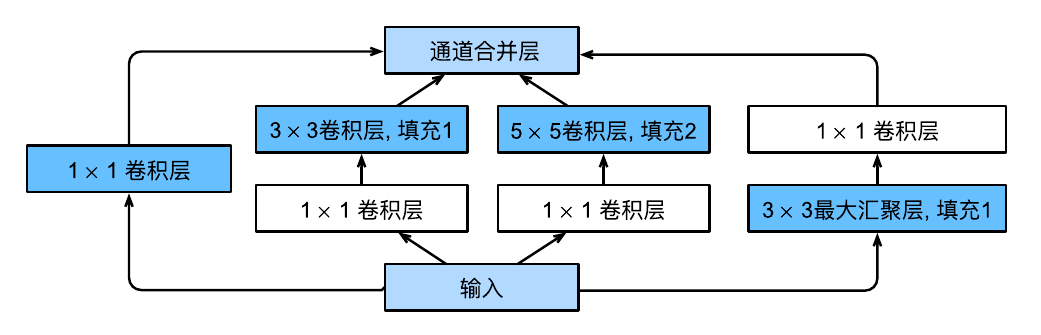 通道合并层
3 × 3卷积层, 填充1
5 × 5卷积层, 填充2
1 × 1 卷积层
1 × 1 卷积层
1 × 1 卷积层
1 × 1 卷积层
3 × 3最大汇聚层, 填充1
输入